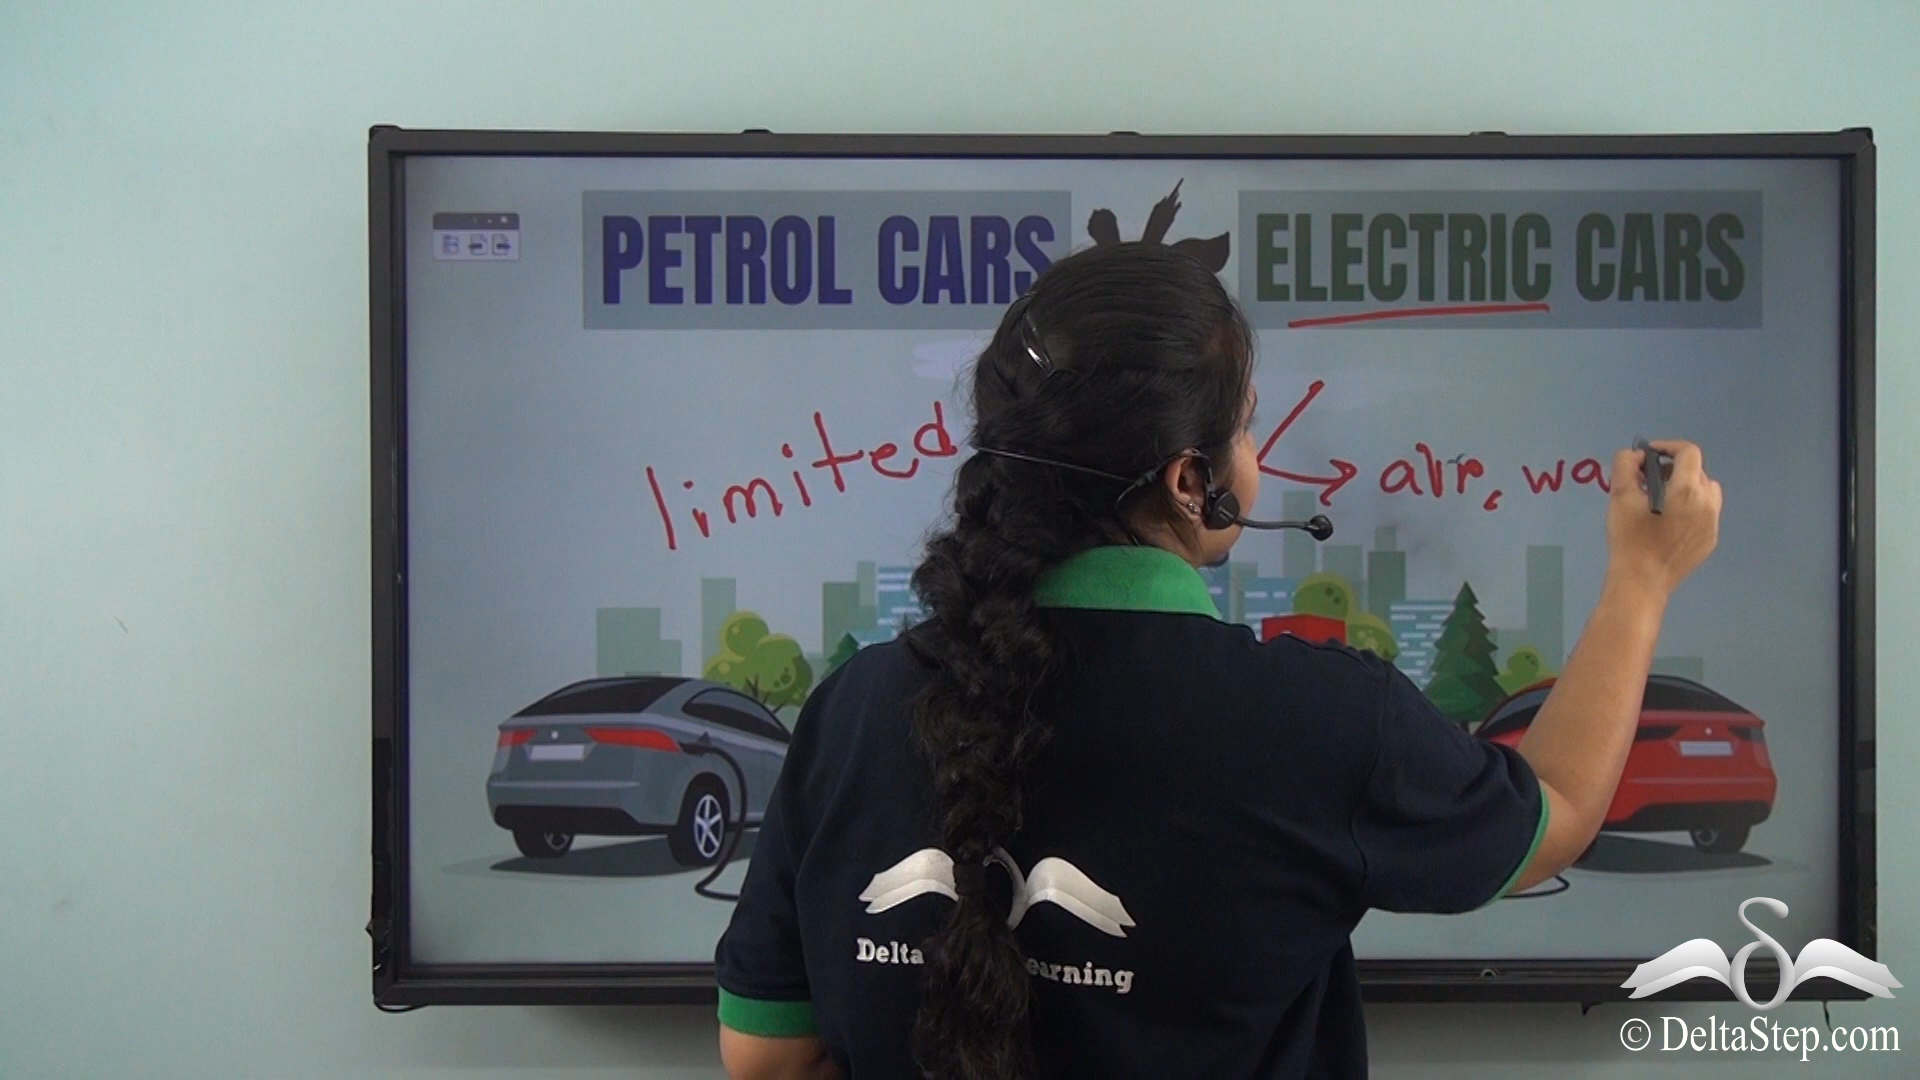 PETROL CARS
ELECTRIC CARS
limited
air, wa
Delta
earning
© DeltaStep.com